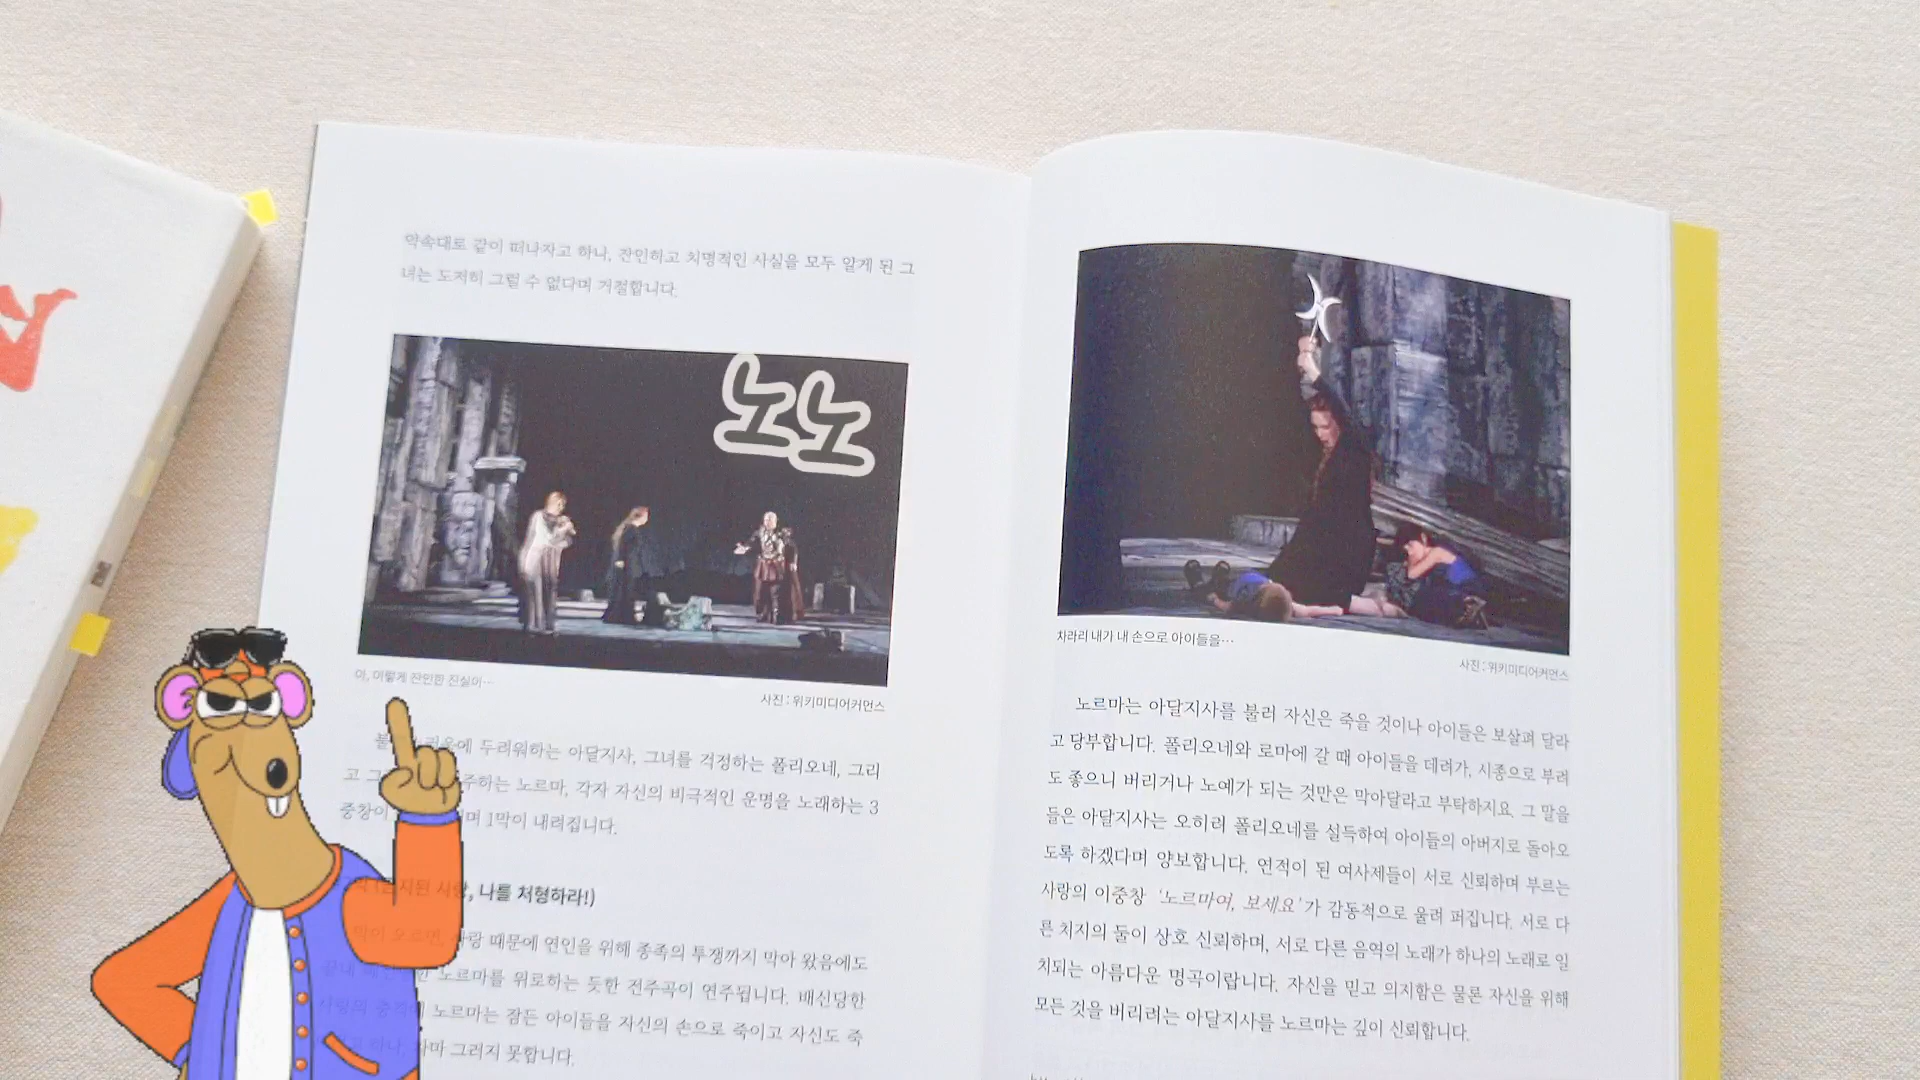 약속대로 같이 떠나자고 하나, 잔인하고 치명적인 사실을 모두 알게 된 그
녀는 도저히 그럴 수 없다며 거절합니다.
노노
아, 이렇게 잔인한 진실이…
사진 : 위키미디어커먼스
두려워하는 아달지사, 그녀를 걱정하는 폴리오네, 그리
고 노르마, 각자 자신의 비극적인 운명을 노래하는 3
중창이 1막이 내려집니다.
사랑, 나를 처형하라!)
막이 오르면, 사랑 때문에 연인을 위해 종족의 투쟁까지 막아 왔음에도
노르마를 위로하는 듯한 전주곡이 연주됩니다. 배신당한
사랑의 충격에 노르마는 잠든 아이들을 자신의 손으로 죽이고 자신도 죽
차마 그러지 못합니다.
차라리 내가 내 손으로 아이들을…
사진 : 위키미디어커먼스
노르마는 아달지사를 불러 자신은 죽을 것이나 아이들은 보살펴 달라
고 당부합니다. 폴리오네와 로마에 갈 때 아이들을 데려가, 시종으로 부려
도 좋으니 버리거나 노예가 되는 것만은 막아달라고 부탁하지요. 그 말을
들은 아달지사는 오히려 폴리오네를 설득하여 아이들의 아버지로 돌아오
도록 하겠다며 양보합니다. 연적이 된 여사제들이 서로 신뢰하며 부르는
사랑의 이중창 '노르마여, 보세요'가 감동적으로 울려 퍼집니다. 서로 다
른 처지의 둘이 상호 신뢰하며, 서로 다른 음역의 노래가 하나의 노래로 일
치되는 아름다운 명곡이랍니다. 자신을 믿고 의지함은 물론 자신을 위해
모든 것을 버리려는 아달지사를 노르마는 깊이 신뢰합니다.